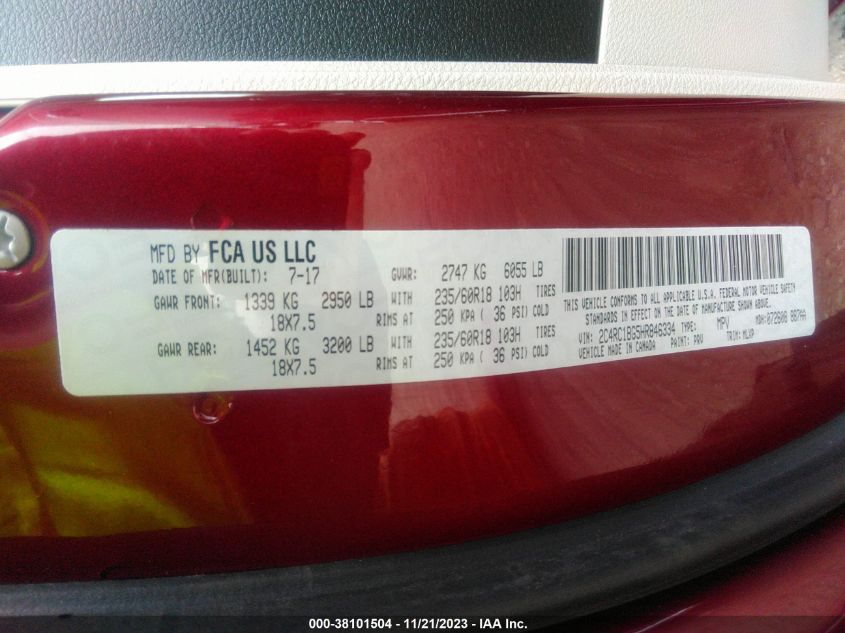 MFD BY FCA US LLC
DATE OF MFR(BUILT): 7-17 GVWR: 2747 KG 6055 LB
GAWR FRONT: 1339 KG 2950 LB WITH 235/60R18 103H TIRES
18X7.5 RIMS AT 250 KPA ( 36 PSI) COLD
GAWR REAR: 1452 KG 3200 LB WITH 235/60R18 103H TIRES
18X7.5 RIMS AT 250 KPA ( 36 PSI) COLD
THIS VEHICLE CONFORMS TO ALL APPLICABLE U.S.A. FEDERAL MOTOR VEHICLE SAFETY
STANDARDS IN EFFECT ON THE DATE OF MANUFACTURE SHOWN ABOVE.
VIN: 2C4RC1BG5HR846334 TYPE: MPV MDH: 072608 887AA
VEHICLE MADE IN CANADA PAINT: PRV TRIM: MLXP
000-38101504 - 11/21/2023 - IAA Inc.